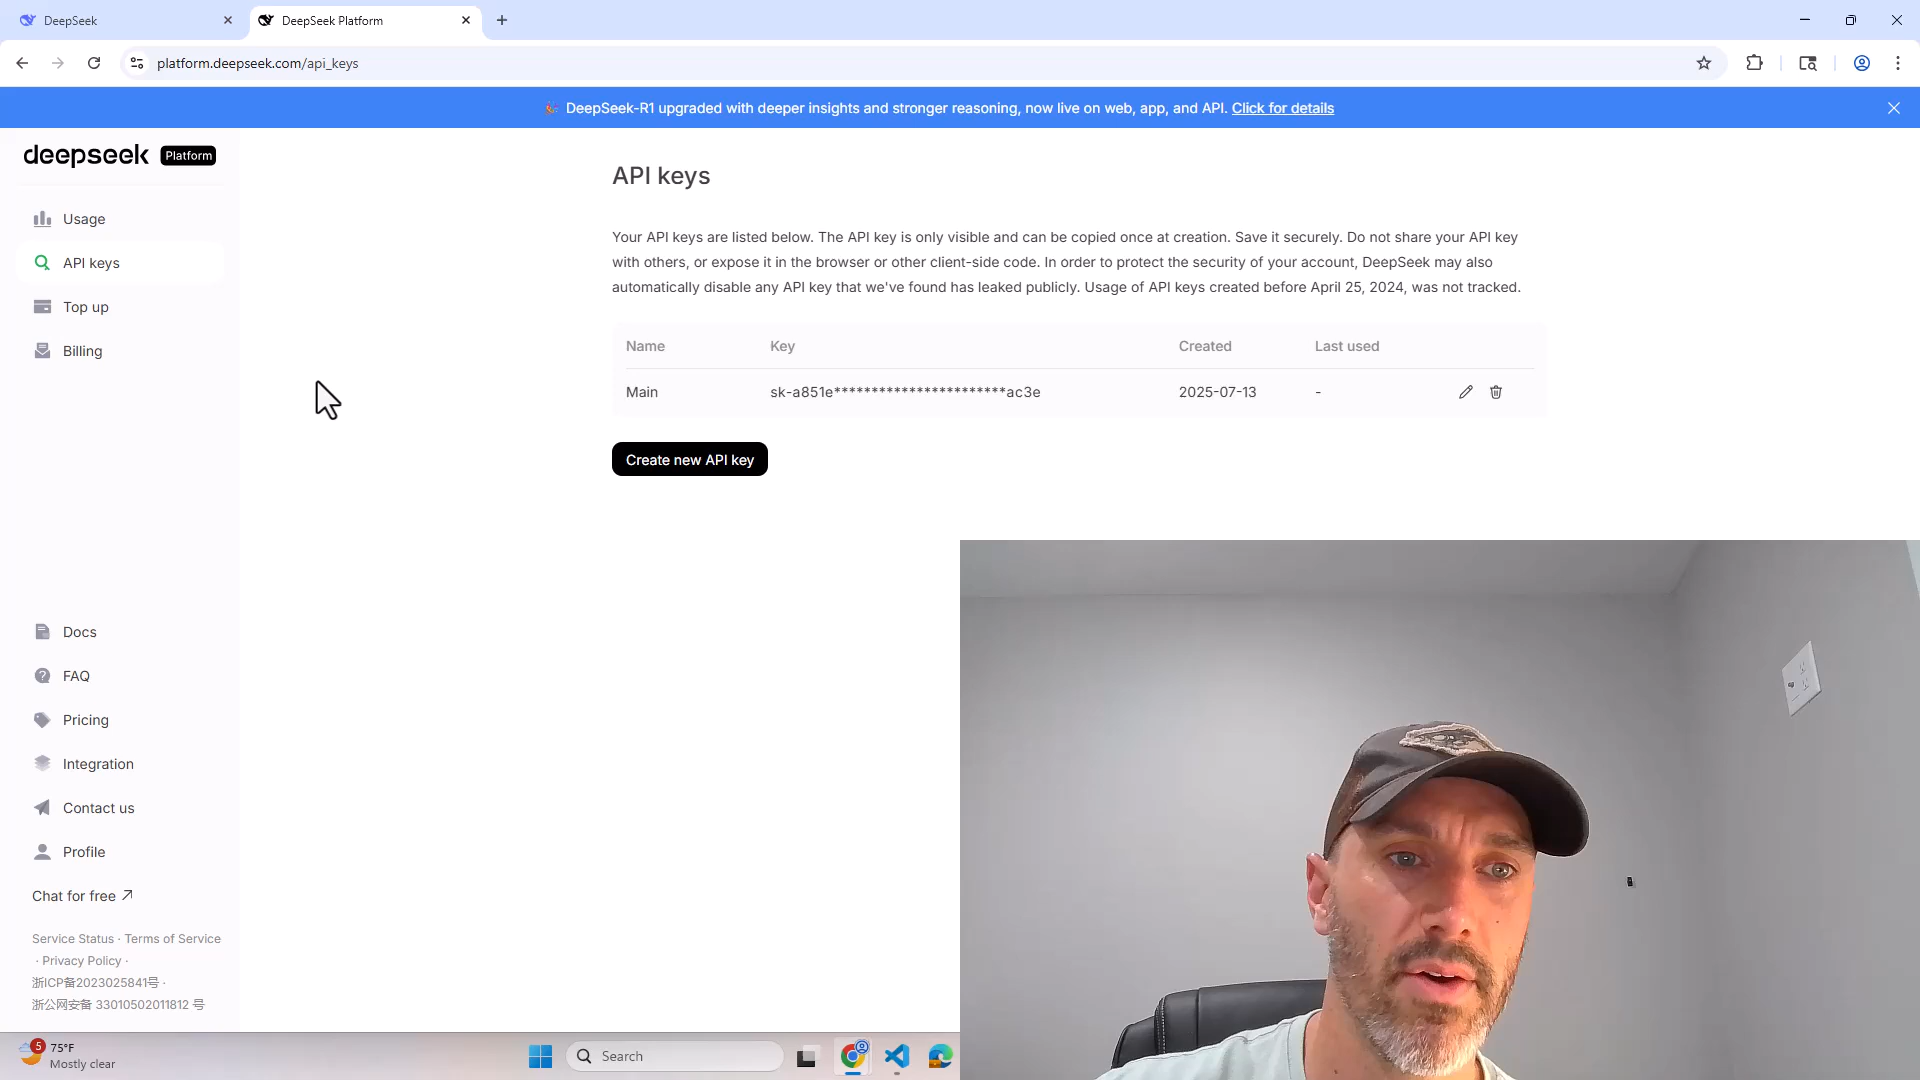 DeepSeek
DeepSeek Platform
platform.deepseek.com/api_keys
🎉 DeepSeek-R1 upgraded with deeper insights and stronger reasoning, now live on web, app, and API. Click for details
deepseek Platform
Usage
API keys
Top up
Billing
Docs
FAQ
Pricing
Integration
Contact us
Profile
Chat for free
Service Status · Terms of Service
· Privacy Policy ·
浙ICP备2023025841号 ·
浙公网安备 33010502011812 号
API keys
Your API keys are listed below. The API key is only visible and can be copied once at creation. Save it securely. Do not share your API key
with others, or expose it in the browser or other client-side code. In order to protect the security of your account, DeepSeek may also
automatically disable any API key that we've found has leaked publicly. Usage of API keys created before April 25, 2024, was not tracked.
Name Key Created Last used
Main sk-a851e***********************ac3e 2025-07-13 -
Create new API key
5
75°F
Mostly clear
Search